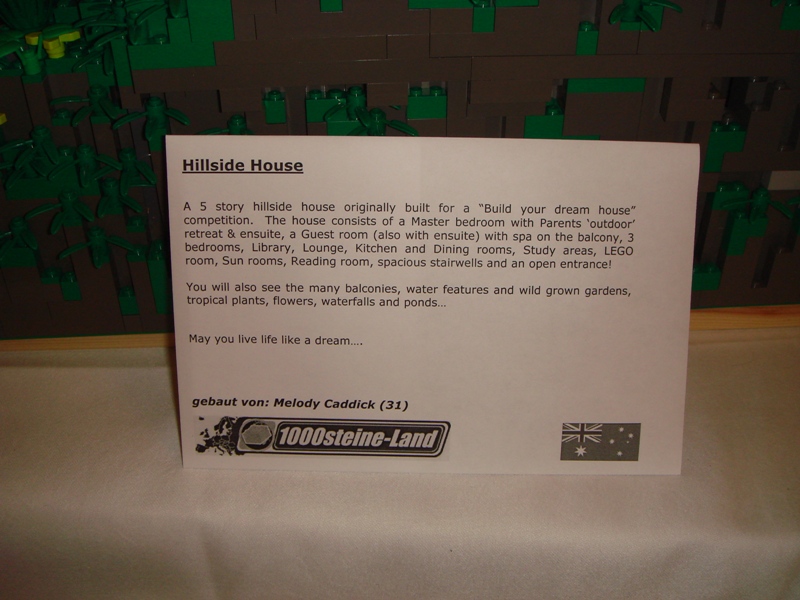 Hillside House
A 5 story hillside house originally built for a “Build your dream house”
competition. The house consists of a Master bedroom with Parents ‘outdoor’
retreat & ensuite, a Guest room (also with ensuite) with spa on the balcony, 3
bedrooms, Library, Lounge, Kitchen and Dining rooms, Study areas, LEGO
room, Sun rooms, Reading room, spacious stairwells and an open entrance!
You will also see the many balconies, water features and wild grown gardens,
tropical plants, flowers, waterfalls and ponds…
May you live life like a dream….
gebaut von: Melody Caddick (31)
1000steine-Land